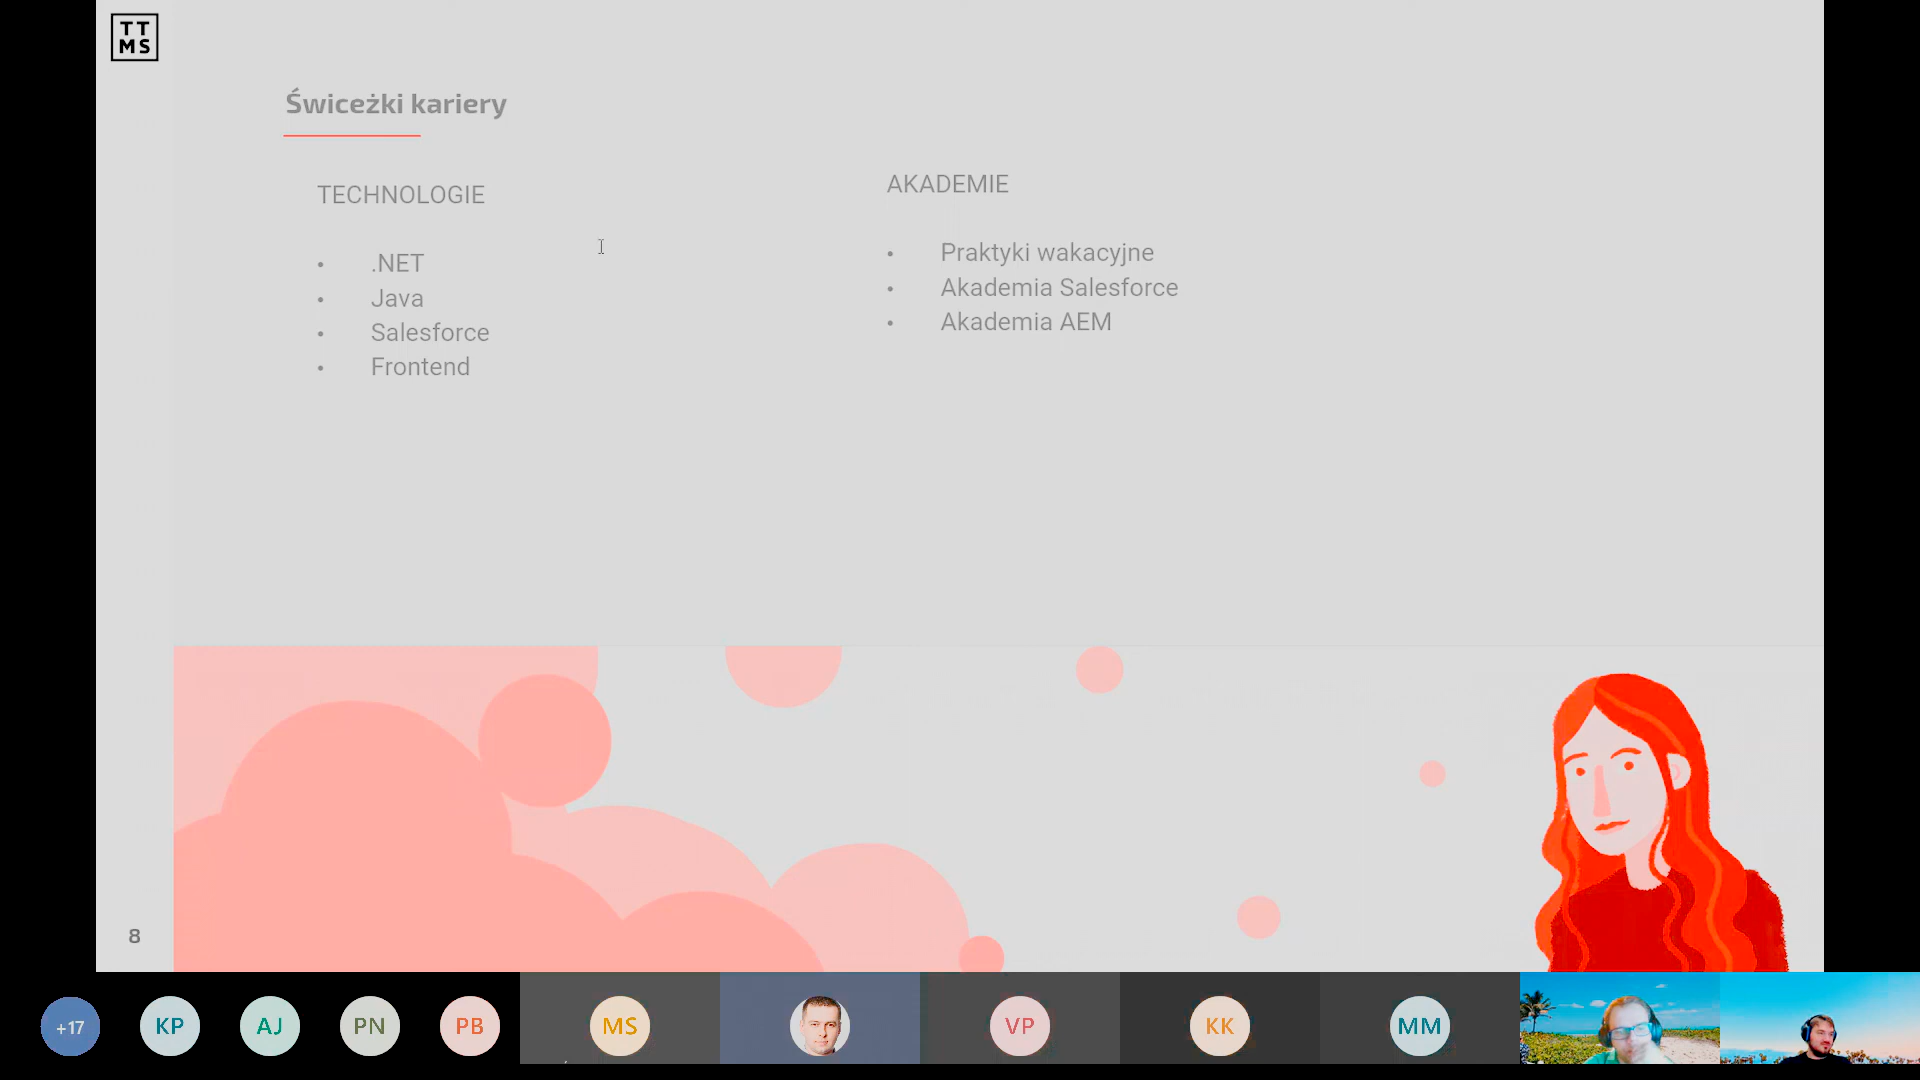 TT
MS
Świceżki kariery
TECHNOLOGIE
• .NET
• Java
• Salesforce
• Frontend
AKADEMIE
• Praktyki wakacyjne
• Akademia Salesforce
• Akademia AEM
8
+17
KP
AJ
PN
PB
MS
VP
KK
MM